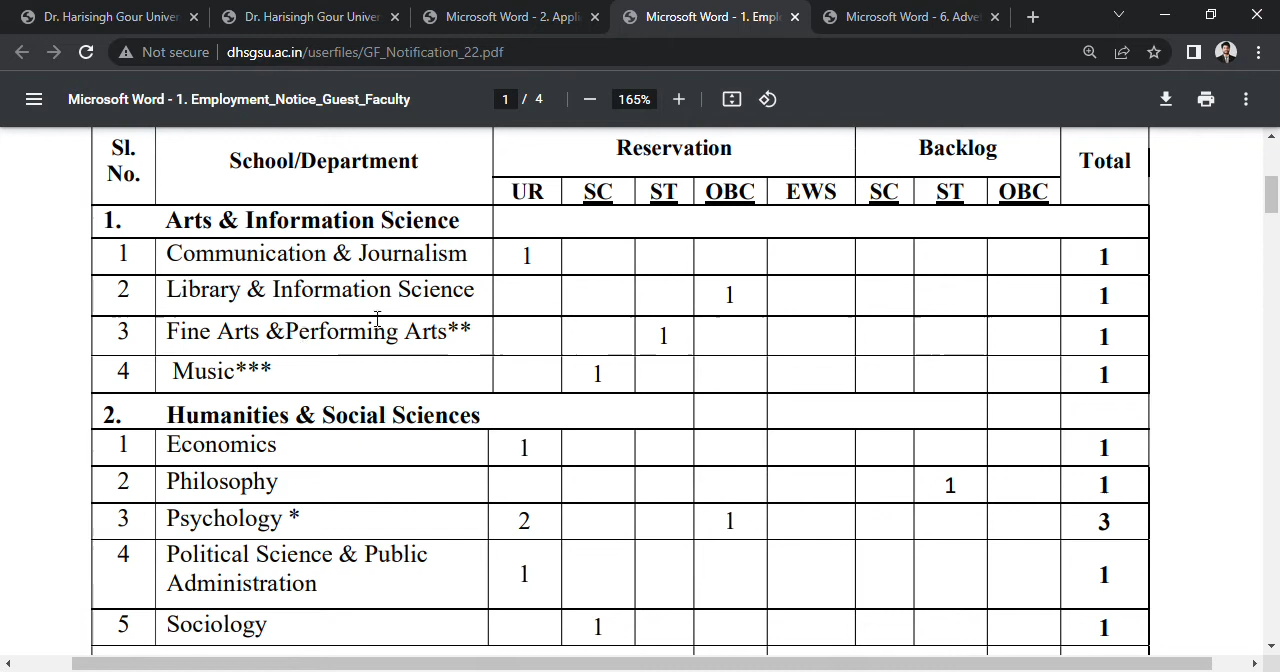 Dr. Harisingh Gour Univer
Dr. Harisingh Gour Univer
Microsoft Word - 2. Appli
Microsoft Word - 1. Empl
Microsoft Word - 6. Adve
Not secure dhsgsu.ac.in/userfiles/GF_Notification_22.pdf
Microsoft Word - 1. Employment_Notice_Guest_Faculty 1 / 4 165%
Sl. No. School/Department Reservation Backlog Total
UR SC ST OBC EWS SC ST OBC
1. Arts & Information Science
1 Communication & Journalism 1 1
2 Library & Information Science 1 1
3 Fine Arts &Performing Arts** 1 1
4 Music*** 1 1
2. Humanities & Social Sciences
1 Economics 1 1
2 Philosophy 1 1
3 Psychology * 2 1 3
4 Political Science & Public
Administration 1 1
5 Sociology 1 1